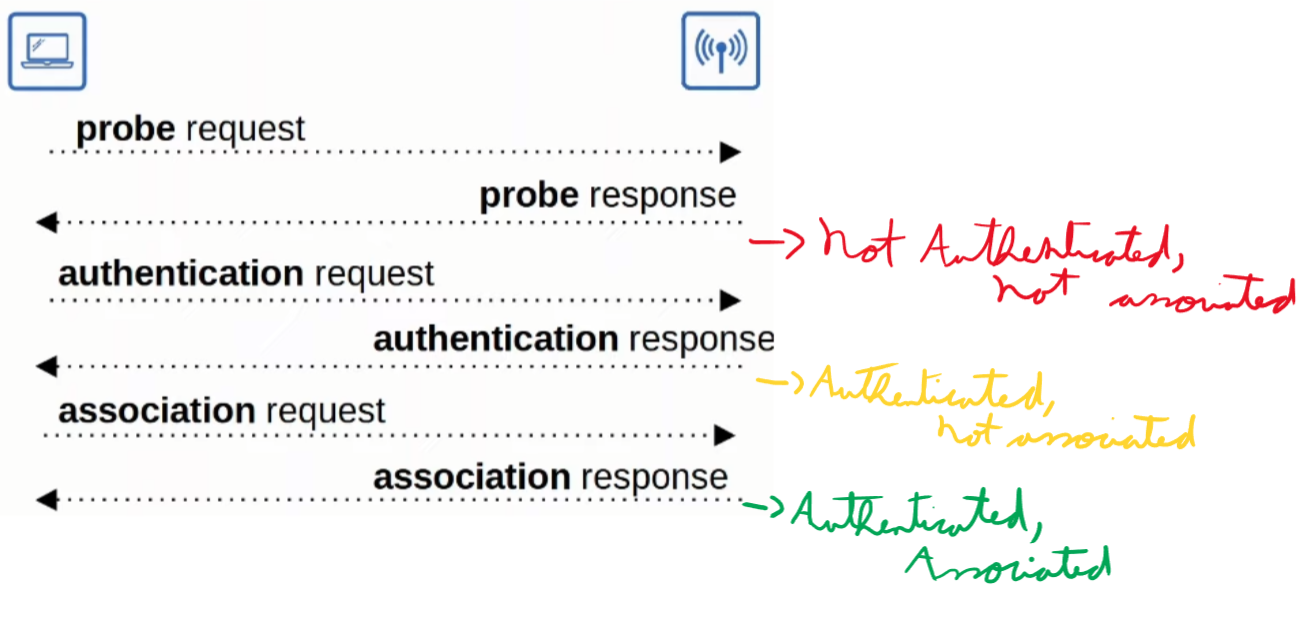 probe request
probe response
-> Not Authenticated,
not associated
authentication request
authentication response
-> Authenticated,
not associated
association request
association response
-> Authenticated,
Associated